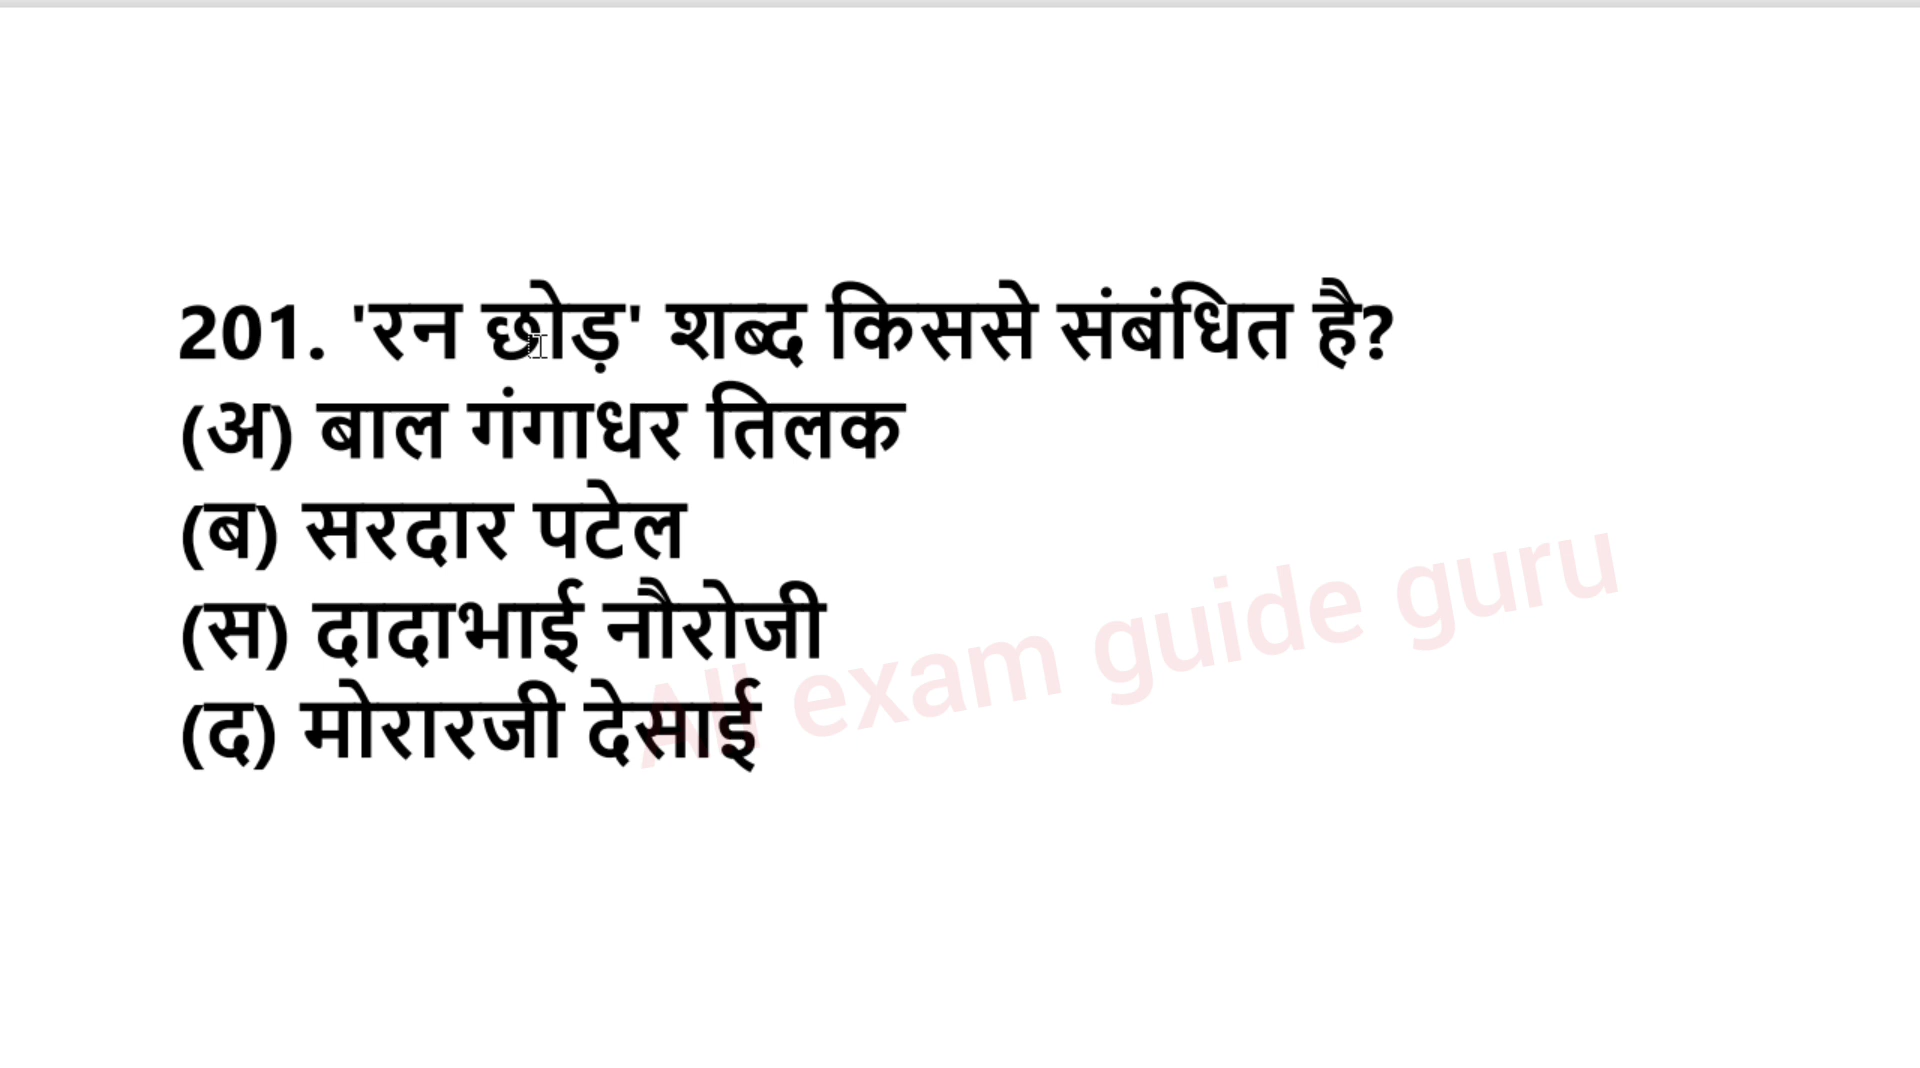 201. 'रन छोड़' शब्द किससे संबंधित है?
(अ) बाल गंगाधर तिलक
(ब) सरदार पटेल
(स) दादाभाई नौरोजी
(द) मोरारजी देसाई
All exam guide guru